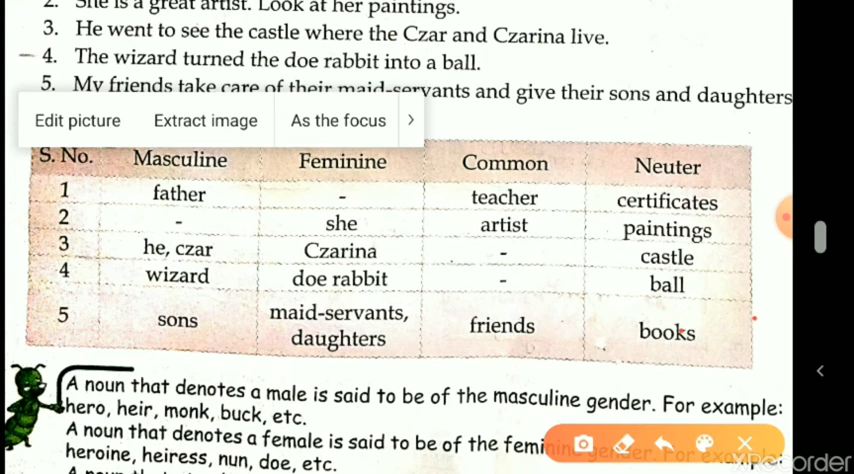 2. She is a great artist. Look at her paintings.
3. He went to see the castle where the Czar and Czarina live.
4. The wizard turned the doe rabbit into a ball.
5. My friends take care of their maid-servants and give their sons and daughters
Edit picture Extract image As the focus
S. No. Masculine Feminine Common Neuter
1 father - teacher certificates
2 - she artist paintings
3 he, czar Czarina - castle
4 wizard doe rabbit - ball
5 sons maid-servants, daughters friends books
A noun that denotes a male is said to be of the masculine gender. For example:
hero, heir, monk, buck, etc.
A noun that denotes a female is said to be of the feminine gender. For example:
heroine, heiress, nun, doe, etc.